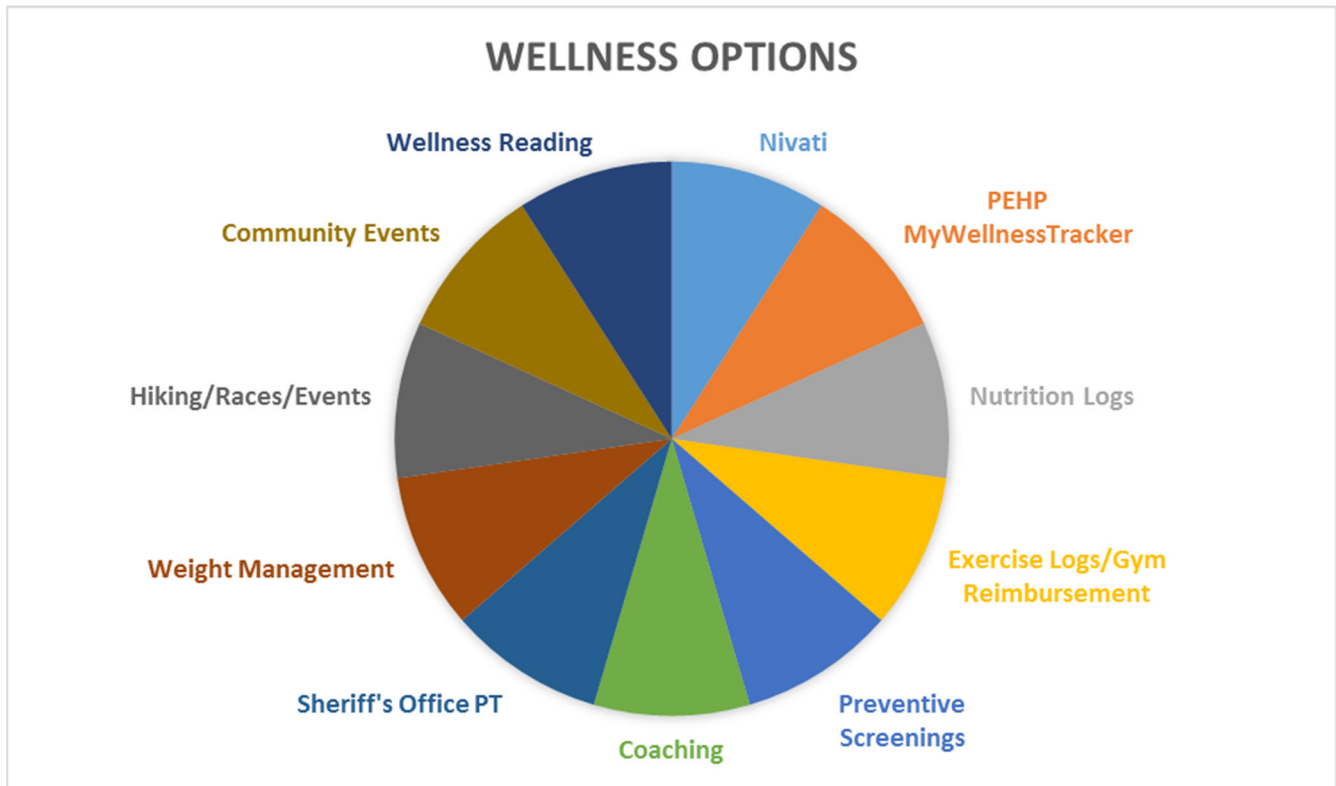 WELLNESS OPTIONS
Wellness Reading
Nivati
Community Events
PEHP
MyWellnessTracker
Hiking/Races/Events
Nutrition Logs
Weight Management
Exercise Logs/Gym
Reimbursement
Sheriff's Office PT
Preventive
Screenings
Coaching